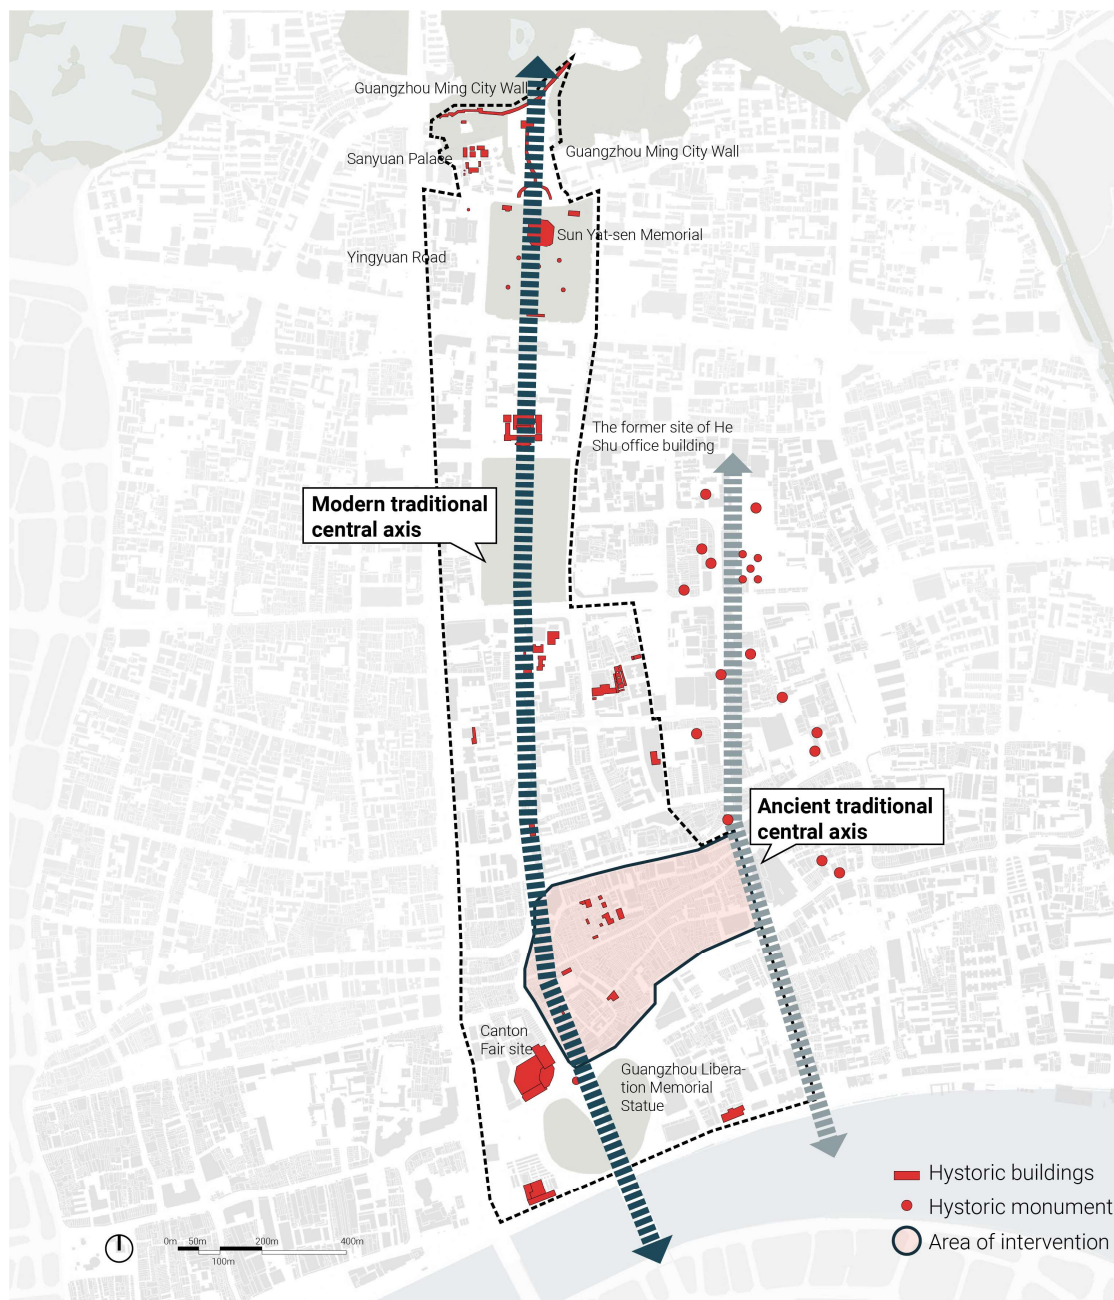 Guangzhou Ming City Wall
Sanyuan Palace
Guangzhou Ming City Wall
Sun Yat-sen Memorial
Yingyuan Road
The former site of He
Shu office building
Modern traditional
central axis
Ancient traditional
central axis
Canton
Fair site
Guangzhou Libera-
tion Memorial
Statue
Hystoric buildings
Hystoric monument
Area of intervention
0m 50m 200m 400m
100m